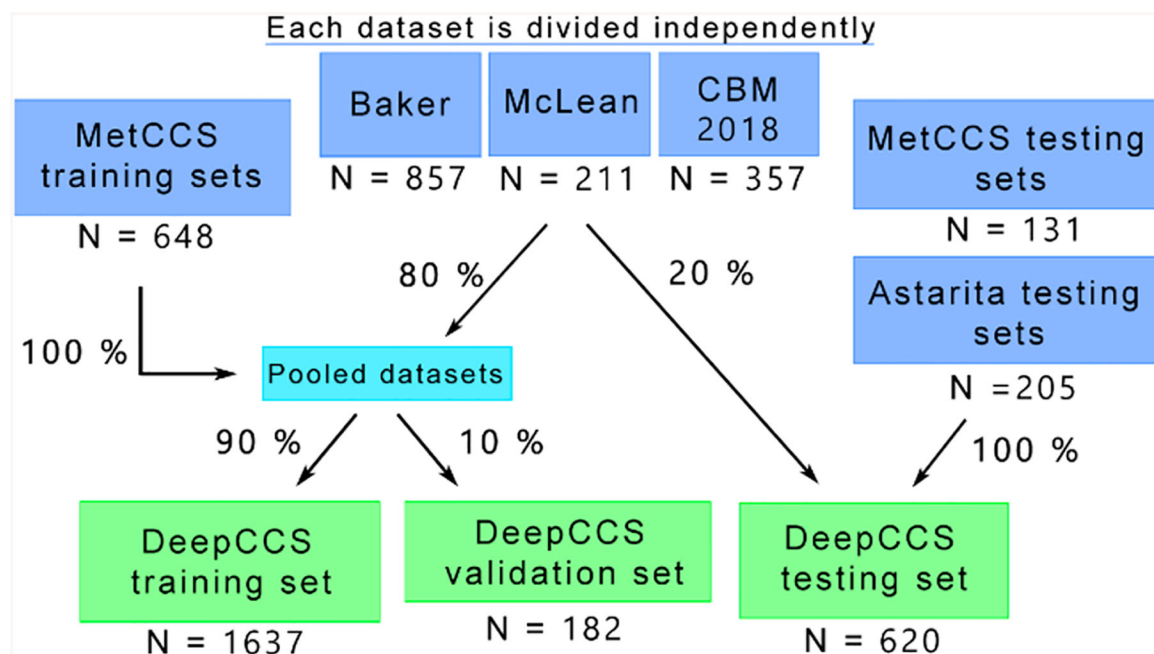 Each dataset is divided independently
MetCCS
training sets
N = 648
Baker
N = 857
McLean
N = 211
CBM
2018
N = 357
MetCCS testing
sets
N = 131
Astarita testing
sets
N =205
80 %
20 %
100 %
Pooled datasets
90 %
10 %
100 %
DeepCCS
training set
N = 1637
DeepCCS
validation set
N = 182
DeepCCS
testing set
N = 620